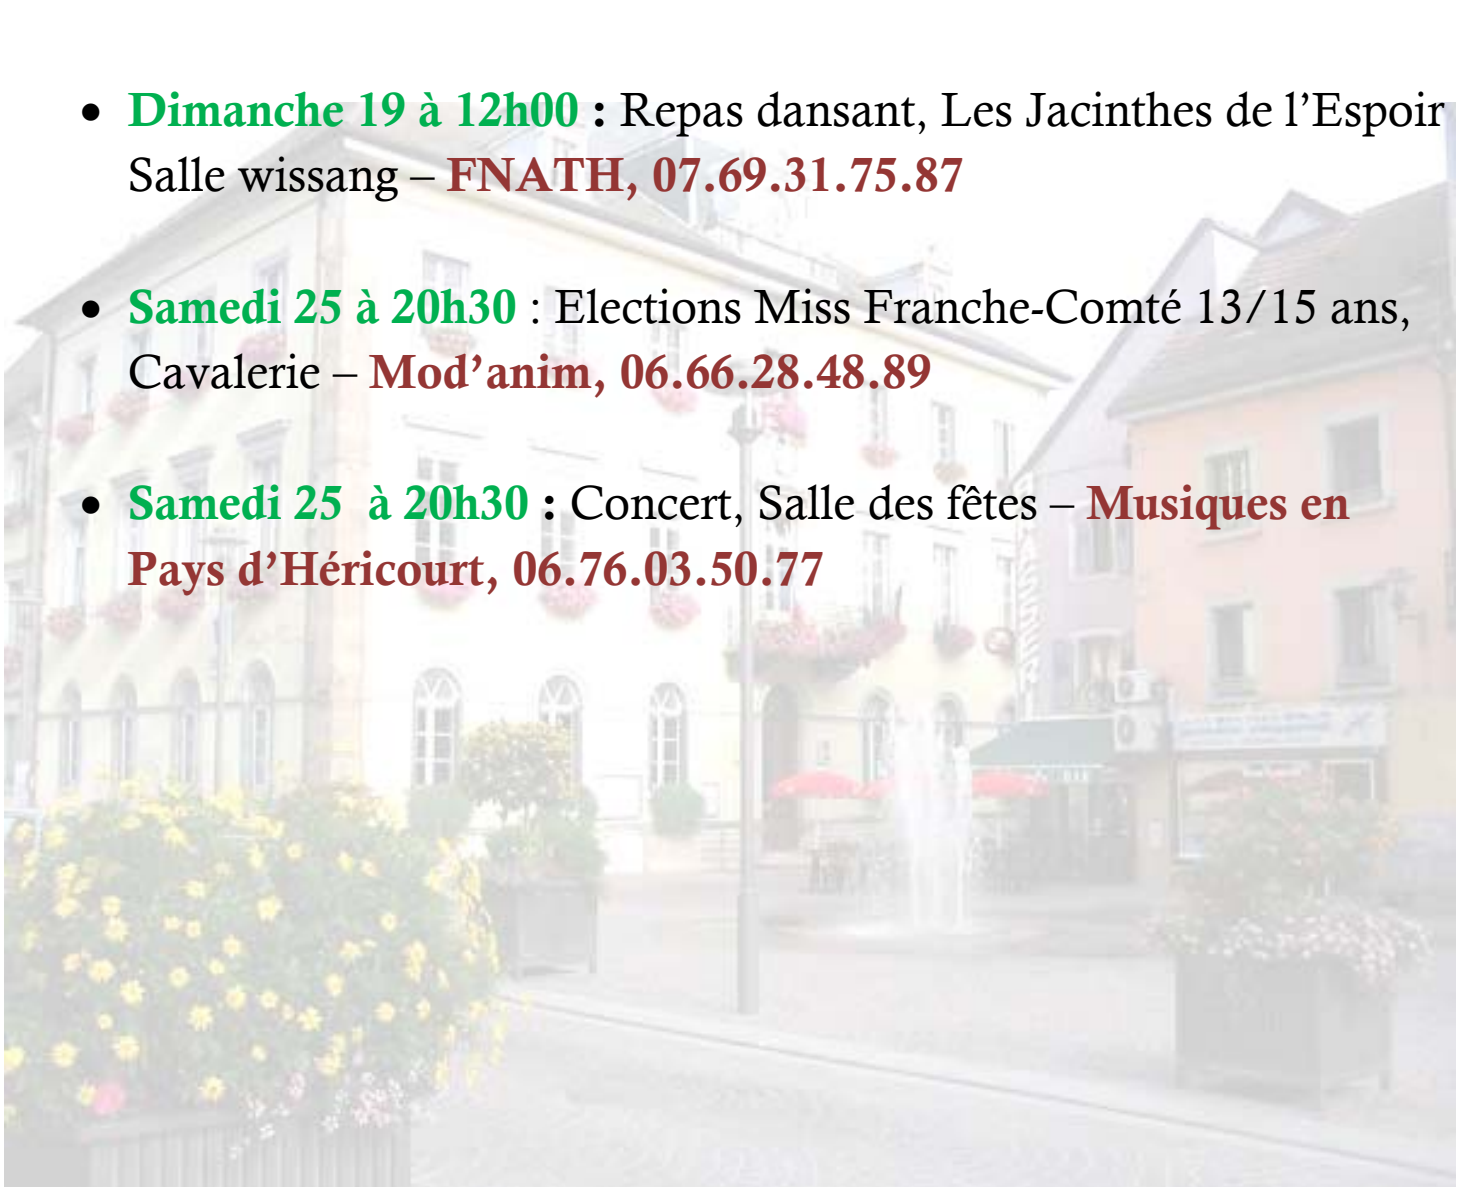 • Dimanche 19 à 12h00 : Repas dansant, Les Jacinthes de l’Espoir
Salle wissang – FNATH, 07.69.31.75.87
• Samedi 25 à 20h30 : Elections Miss Franche-Comté 13/15 ans,
Cavalerie – Mod’anim, 06.66.28.48.89
• Samedi 25  à 20h30 : Concert, Salle des fêtes – Musiques en
Pays d’Héricourt, 06.76.03.50.77